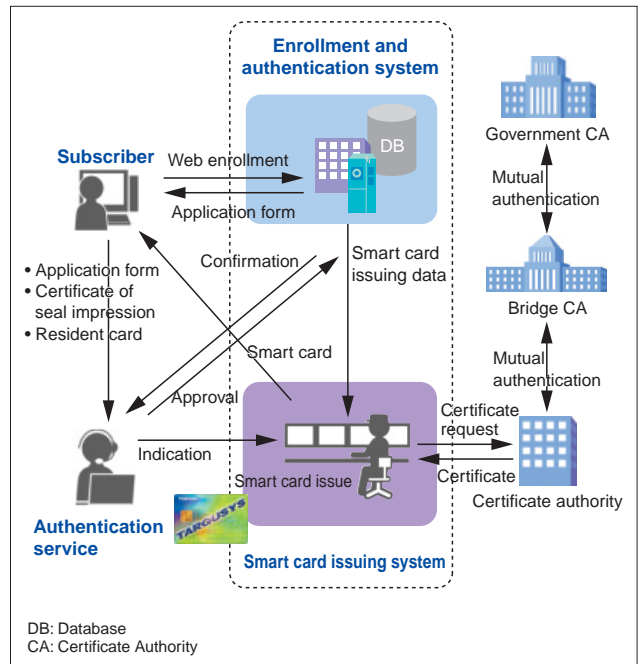 Enrollment and
authentication system
DB
Government CA
Subscriber
Web enrollment
Application form
Mutual
authentication
Confirmation
Smart card
issuing data
• Application form
• Certificate of
seal impression
• Resident card
Bridge CA
Smart card
Mutual
authentication
Approval
Certificate
request
Indication
Smart card issue
Certificate
Certificate authority
TARGUSYS
Authentication
service
Smart card issuing system
DB: Database
CA: Certificate Authority